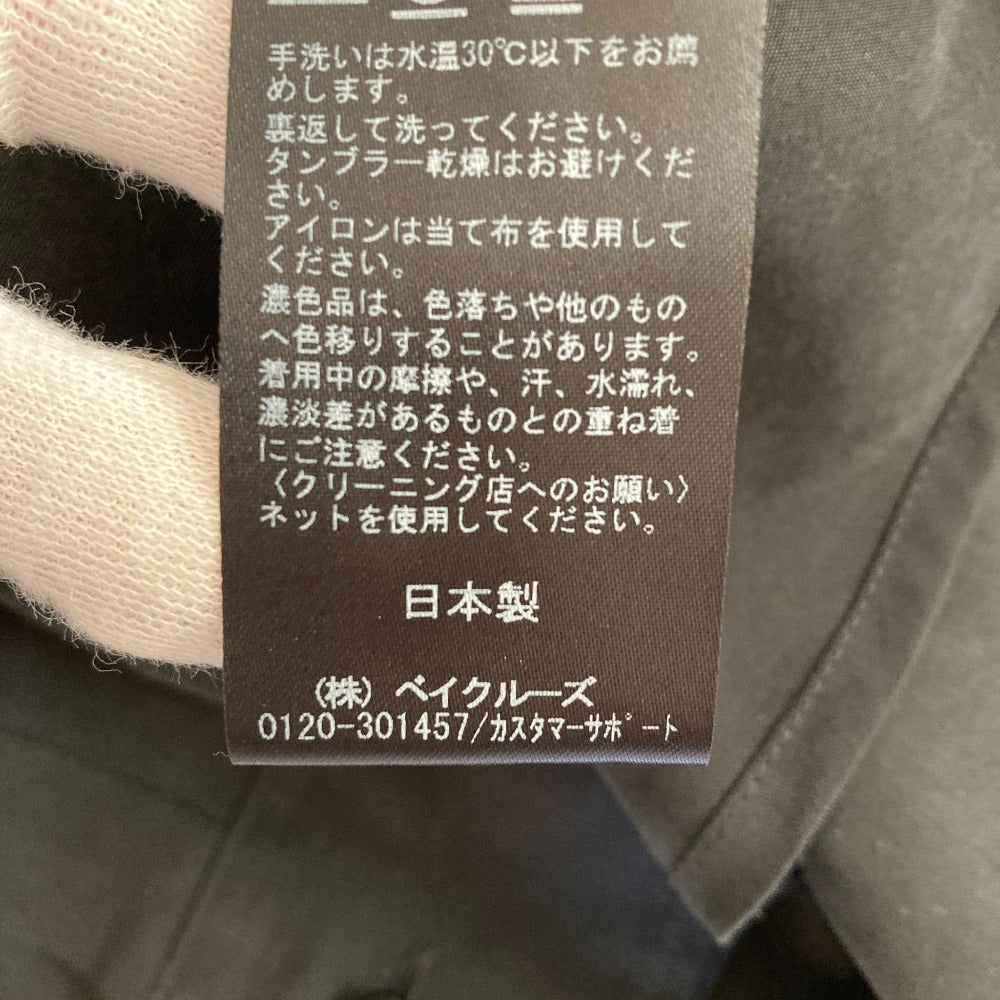 手洗いは水温30℃以下をお薦
めします。
裏返して洗ってください。
タンブラー乾燥はお避けくだ
さい。
アイロンは当て布を使用して
ください。
濃色品は、色落ちや他のもの
へ色移りすることがあります。
着用中の摩擦や、汗、水濡れ、
濃淡差があるものとの重ね着
にご注意ください。
〈クリーニング店へのお願い〉
ネットを使用してください。
日本製
（株）ベイクルーズ
0120-301457/ｶｽﾀﾏｰｻﾎﾟｰﾄ